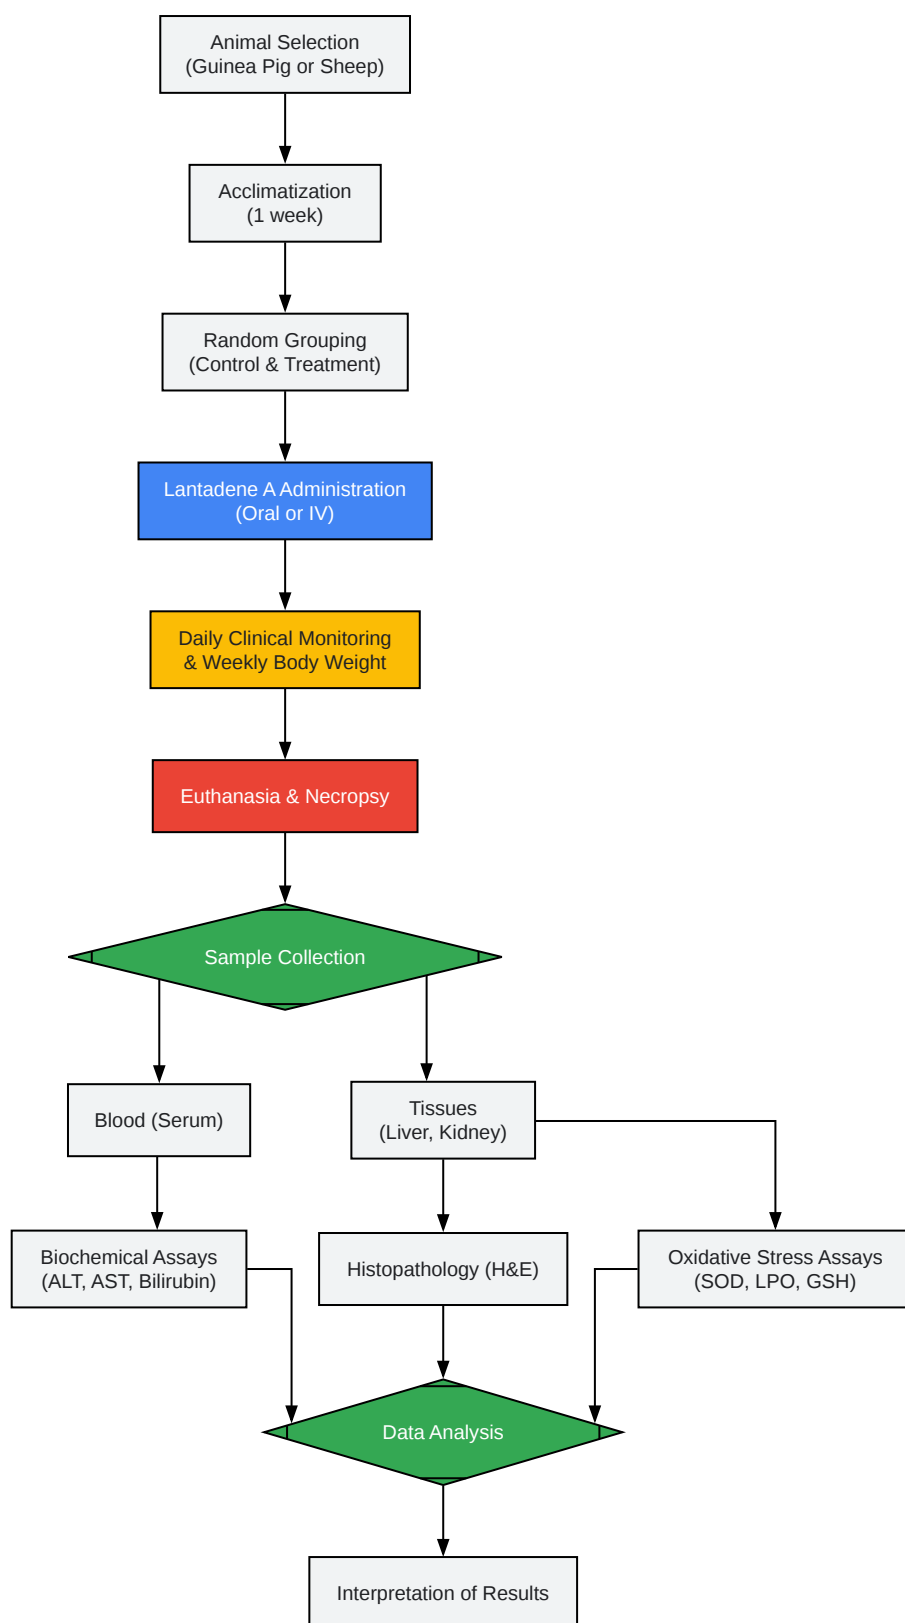 Animal Selection
(Guinea Pig or Sheep)
Acclimatization
(1 week)
Random Grouping
(Control & Treatment)
Lantadene A Administration
(Oral or IV)
Daily Clinical Monitoring
& Weekly Body Weight
Euthanasia & Necropsy
Sample Collection
Blood (Serum)
Tissues
(Liver, Kidney)
Biochemical Assays
(ALT, AST, Bilirubin)
Histopathology (H&E)
Oxidative Stress Assays
(SOD, LPO, GSH)
Data Analysis
Interpretation of Results